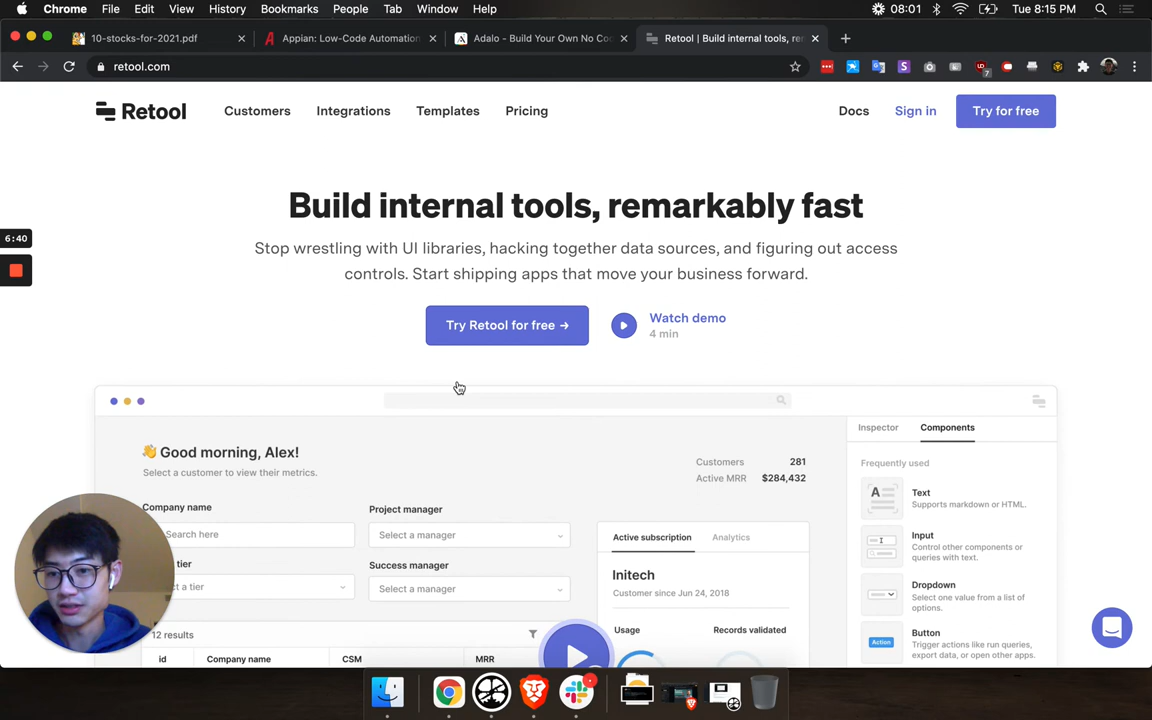 Chrome File Edit View History Bookmarks People Tab Window Help 08:01 Tue 8:15 PM
10-stocks-for-2021.pdf Appian: Low-Code Automation Adalo - Build Your Own No Co Retool | Build internal tools, re
retool.com
7
Retool Customers Integrations Templates Pricing Docs Sign in Try for free
Build internal tools, remarkably fast
6:40
Stop wrestling with UI libraries, hacking together data sources, and figuring out access
controls. Start shipping apps that move your business forward.
Try Retool for free → Watch demo
4 min
Good morning, Alex!
Select a customer to view their metrics.
Customers 281
Active MRR $284,432
Inspector Components
Frequently used
Company name Project manager
Search here Select a manager
tier Success manager
ct a tier Select a manager
12 results
id Company name CSM MRR
Active subscription Analytics
Initech
Customer since Jun 24, 2018
Usage Records validated
A
Text
Supports markdown or HTML.
Input
Control other components or
queries with text.
Dropdown
Select one value from a list of
options.
Action
Button
Trigger actions like run queries,
export data, or open other apps.